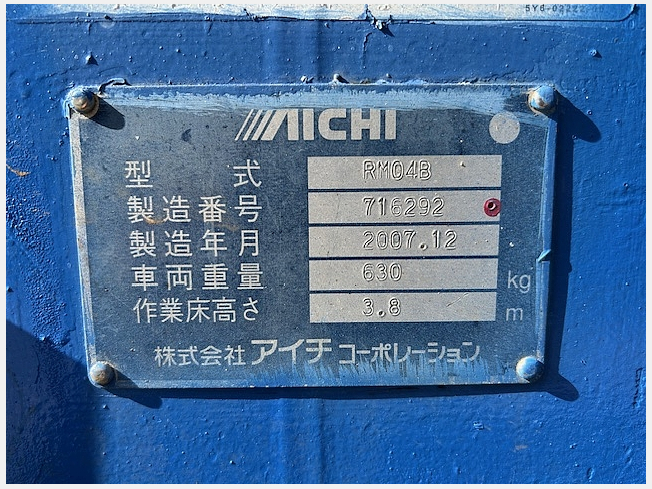 AICHI
型式 RM04B
製造番号 716292
製造年月 2007.12
車両重量 630 kg
作業床高さ 3.8 m
株式会社 アイチ コーポレーション